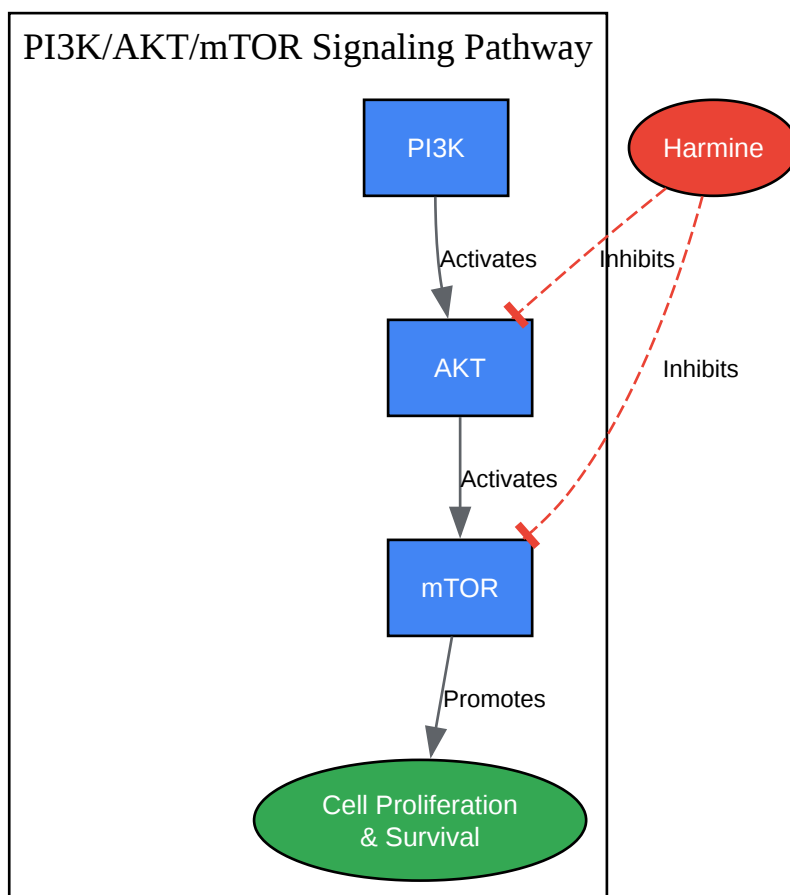 PI3K/AKT/mTOR Signaling Pathway
PI3K
Harmine
Activates
Inhibits
AKT
Inhibits
Activates
mTOR
Promotes
Cell Proliferation
& Survival